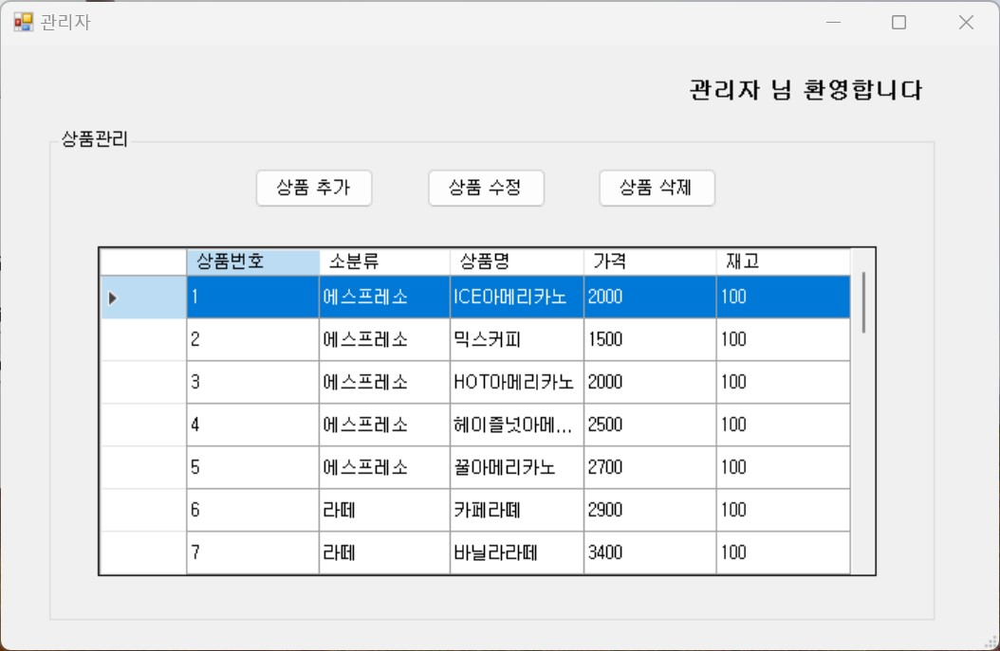 관리자
관리자 님 환영합니다
상품관리
상품 추가 상품 수정 상품 삭제
상품번호 소분류 상품명 가격 재고
1 에스프레소 ICE아메리카노 2000 100
2 에스프레소 믹스커피 1500 100
3 에스프레소 HOT아메리카노 2000 100
4 에스프레소 헤이즐넛아메... 2500 100
5 에스프레소 꿀아메리카노 2700 100
6 라떼 카페라떼 2900 100
7 라떼 바닐라라떼 3400 100